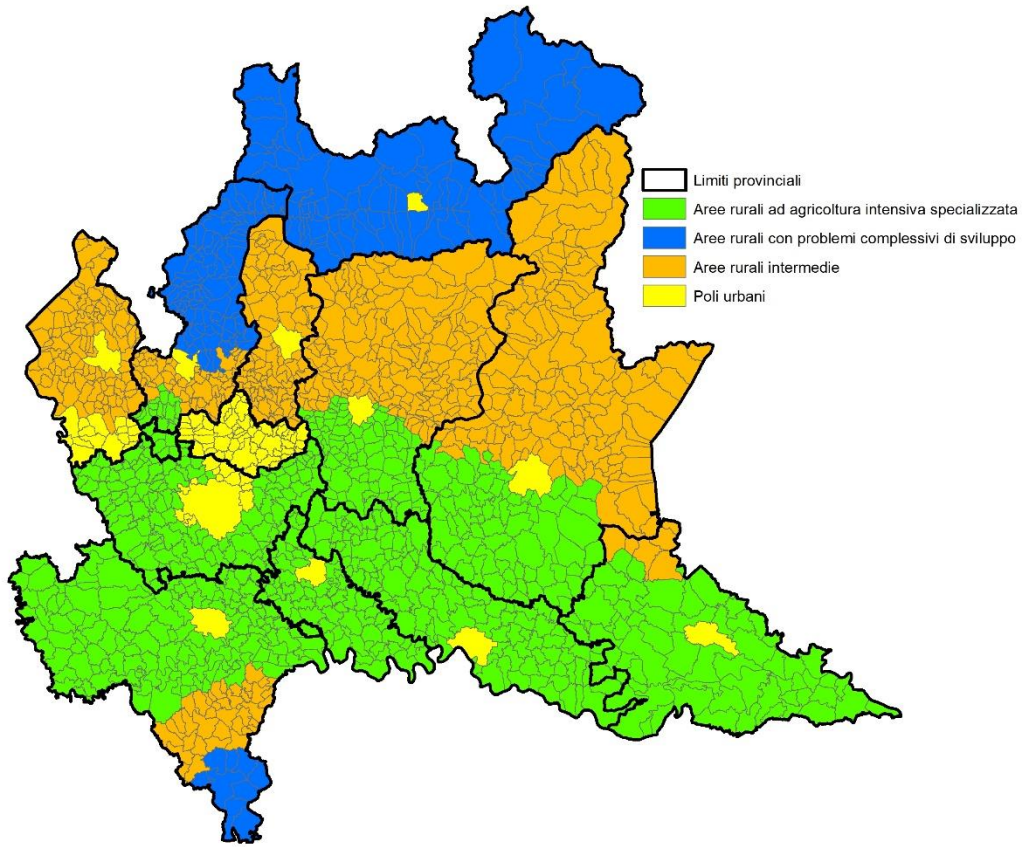 Limiti provinciali
Aree rurali ad agricoltura intensiva specializzata
Aree rurali con problemi complessivi di sviluppo
Aree rurali intermedie
Poli urbani